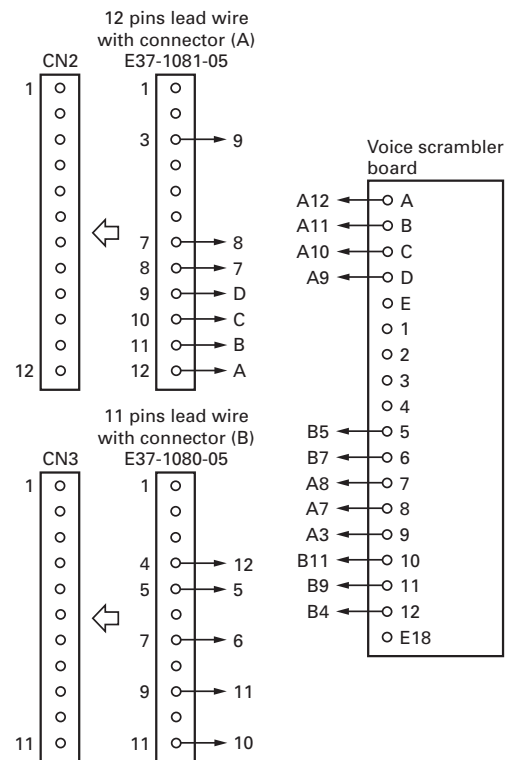 12 pins lead wire
with connector (A)
CN2 E37-1081-05
1 1
3 9
7 8
8 7
9 D
10 C
11 B
12 12 A
11 pins lead wire
with connector (B)
CN3 E37-1080-05
1 1
4 12
5 5
7 6
9 11
11 11 10
Voice scrambler
board
A12 A
A11 B
A10 C
A9 D
E
1
2
3
4
B5 5
B7 6
A8 7
A7 8
A3 9
B11 10
B9 11
B4 12
E18